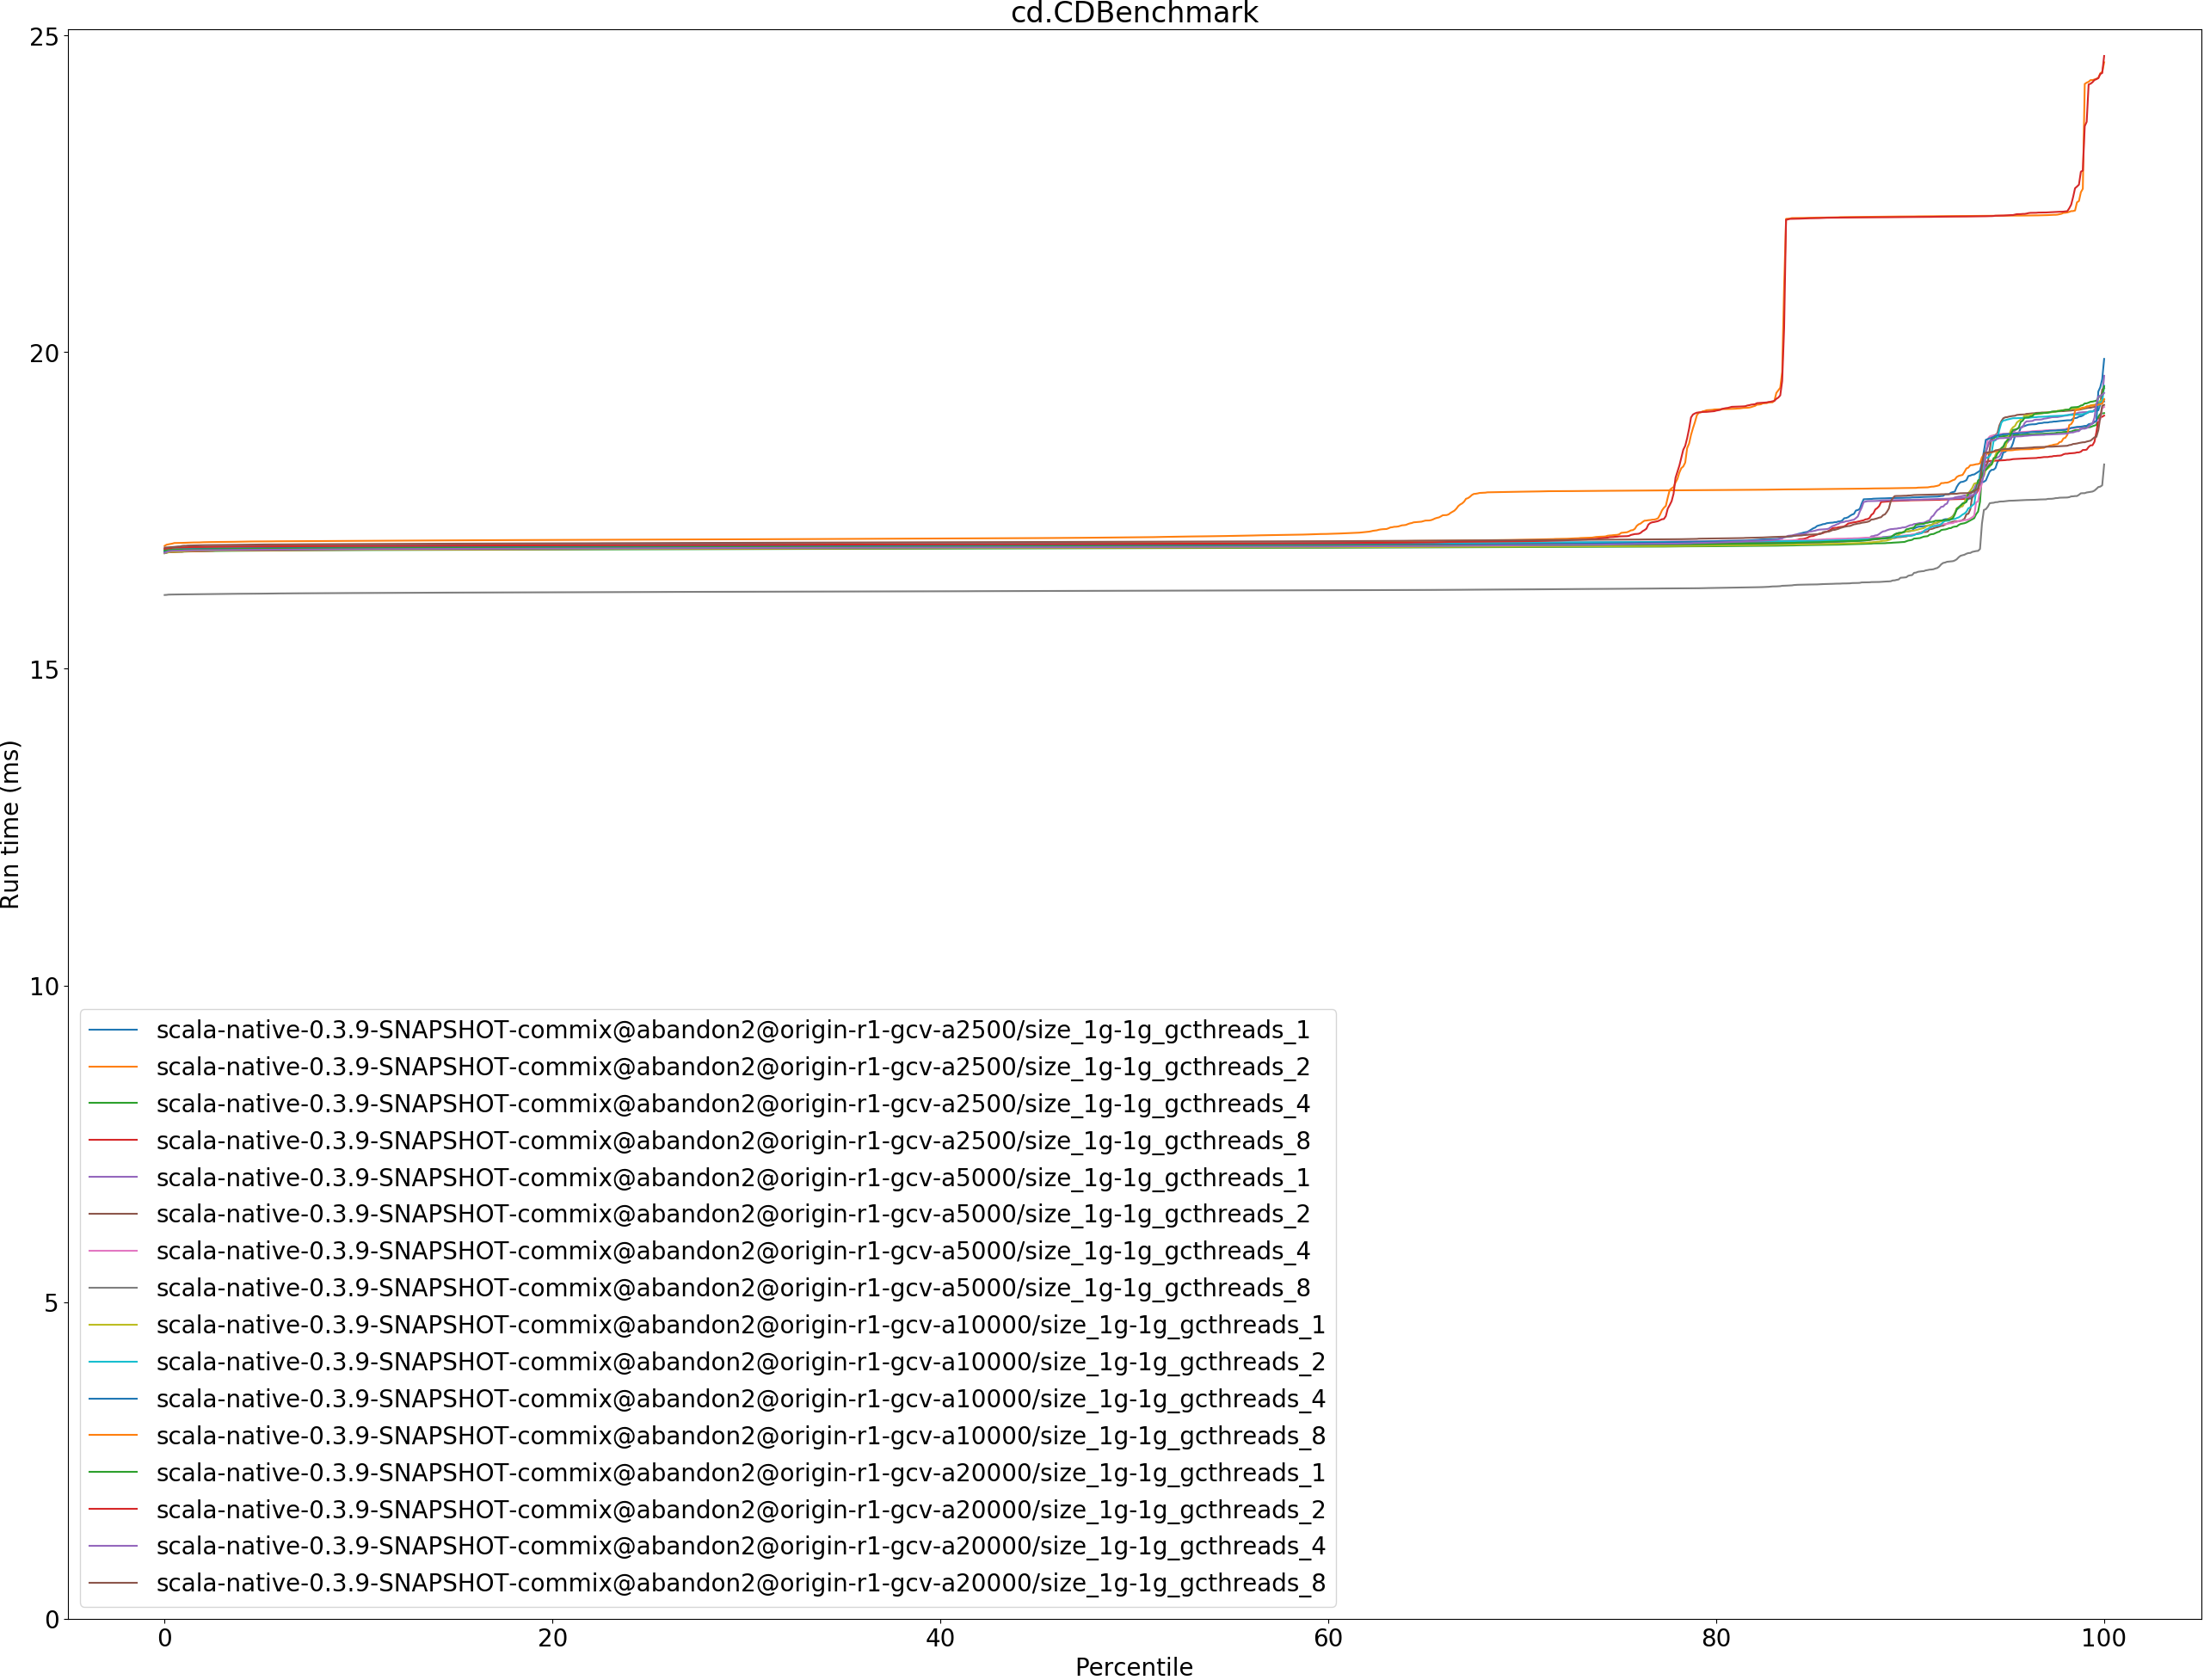 cd.CDBenchmark
25
20
15
10
5
0
Run time (ms)
scala-native-0.3.9-SNAPSHOT-commix@abandon2@origin-r1-gcv-a2500/size_1g-1g_gcthreads_1
scala-native-0.3.9-SNAPSHOT-commix@abandon2@origin-r1-gcv-a2500/size_1g-1g_gcthreads_2
scala-native-0.3.9-SNAPSHOT-commix@abandon2@origin-r1-gcv-a2500/size_1g-1g_gcthreads_4
scala-native-0.3.9-SNAPSHOT-commix@abandon2@origin-r1-gcv-a2500/size_1g-1g_gcthreads_8
scala-native-0.3.9-SNAPSHOT-commix@abandon2@origin-r1-gcv-a5000/size_1g-1g_gcthreads_1
scala-native-0.3.9-SNAPSHOT-commix@abandon2@origin-r1-gcv-a5000/size_1g-1g_gcthreads_2
scala-native-0.3.9-SNAPSHOT-commix@abandon2@origin-r1-gcv-a5000/size_1g-1g_gcthreads_4
scala-native-0.3.9-SNAPSHOT-commix@abandon2@origin-r1-gcv-a5000/size_1g-1g_gcthreads_8
scala-native-0.3.9-SNAPSHOT-commix@abandon2@origin-r1-gcv-a10000/size_1g-1g_gcthreads_1
scala-native-0.3.9-SNAPSHOT-commix@abandon2@origin-r1-gcv-a10000/size_1g-1g_gcthreads_2
scala-native-0.3.9-SNAPSHOT-commix@abandon2@origin-r1-gcv-a10000/size_1g-1g_gcthreads_4
scala-native-0.3.9-SNAPSHOT-commix@abandon2@origin-r1-gcv-a10000/size_1g-1g_gcthreads_8
scala-native-0.3.9-SNAPSHOT-commix@abandon2@origin-r1-gcv-a20000/size_1g-1g_gcthreads_1
scala-native-0.3.9-SNAPSHOT-commix@abandon2@origin-r1-gcv-a20000/size_1g-1g_gcthreads_2
scala-native-0.3.9-SNAPSHOT-commix@abandon2@origin-r1-gcv-a20000/size_1g-1g_gcthreads_4
scala-native-0.3.9-SNAPSHOT-commix@abandon2@origin-r1-gcv-a20000/size_1g-1g_gcthreads_8
0 20 40 60 80 100
Percentile